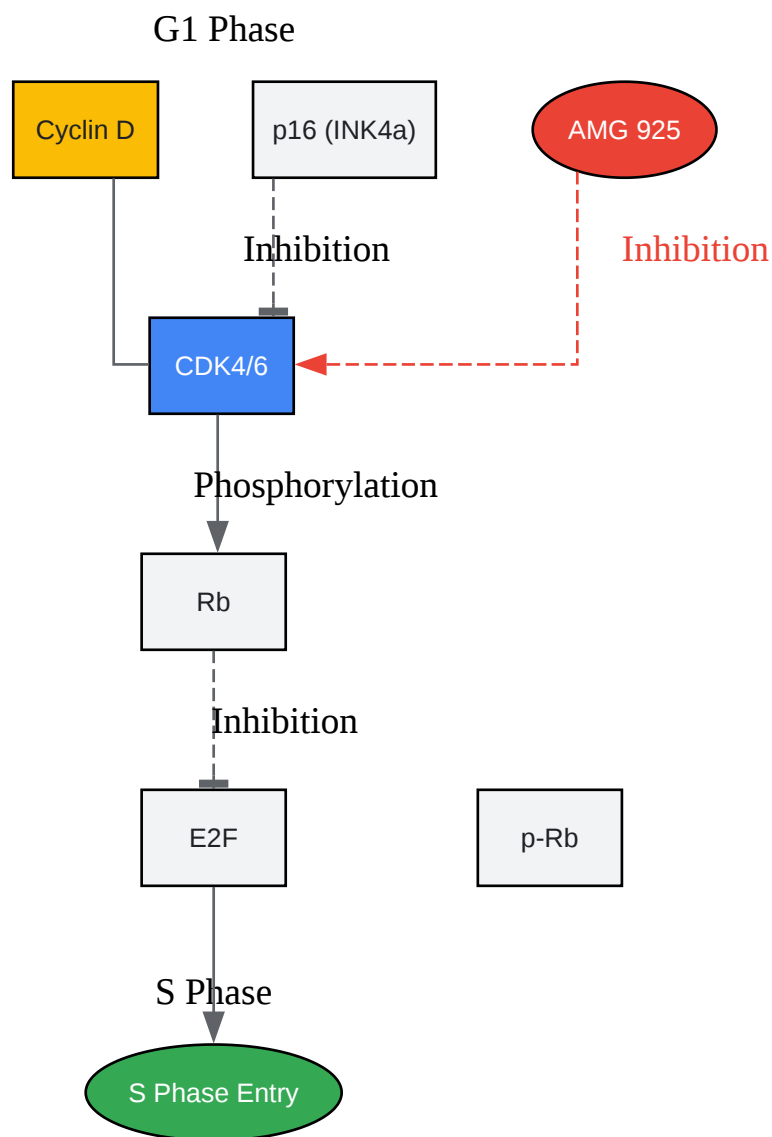 G1 Phase
Cyclin D
p16 (INK4a)
AMG 925
Inhibition
Inhibition
CDK4/6
Phosphorylation
Rb
Inhibition
E2F
p-Rb
S Phase
S Phase Entry